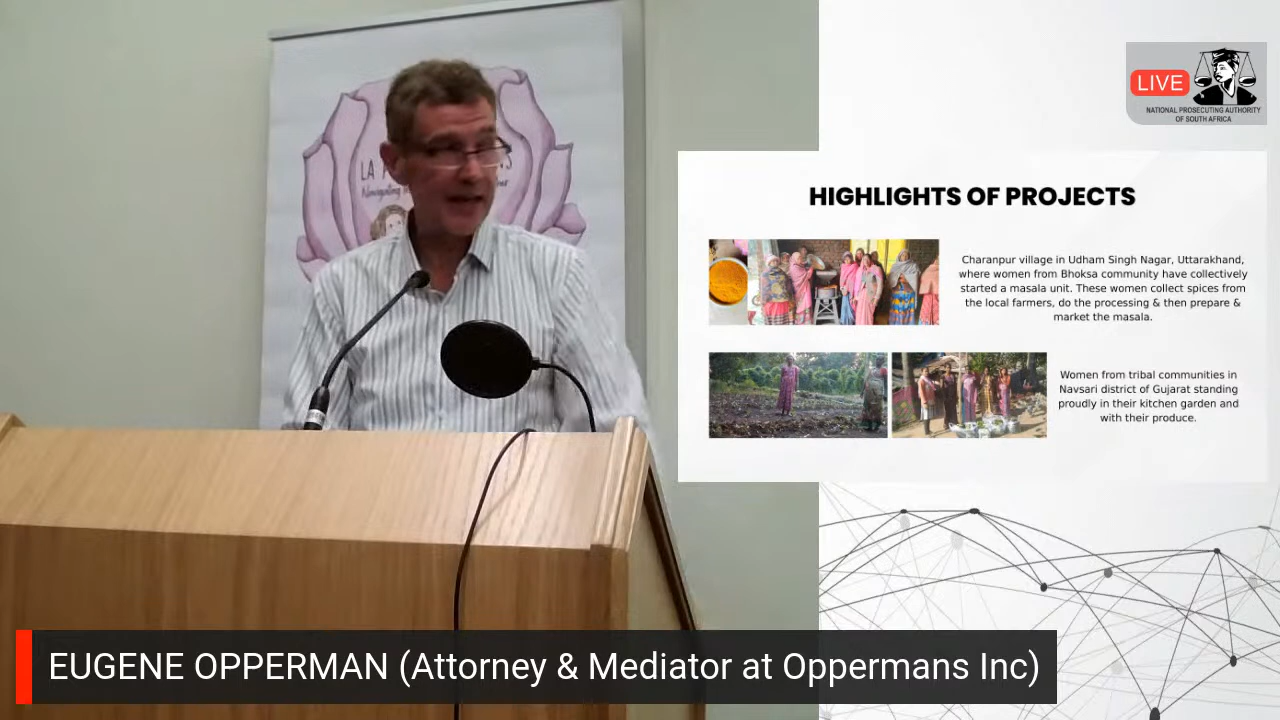 LIVE
NATIONAL PROSECUTING AUTHORITY
OF SOUTH AFRICA
HIGHLIGHTS OF PROJECTS
Charanpur village in Udham Singh Nagar, Uttarakhand,
where women from Bhoksa community have collectively
started a masala unit. These women collect spices from
the local farmers, do the processing & then prepare &
market the masala.
Women from tribal communities in
Navsari district of Gujarat standing
proudly in their kitchen garden and
with their produce.
LA
Navigating
EUGENE OPPERMAN (Attorney & Mediator at Oppermans Inc)